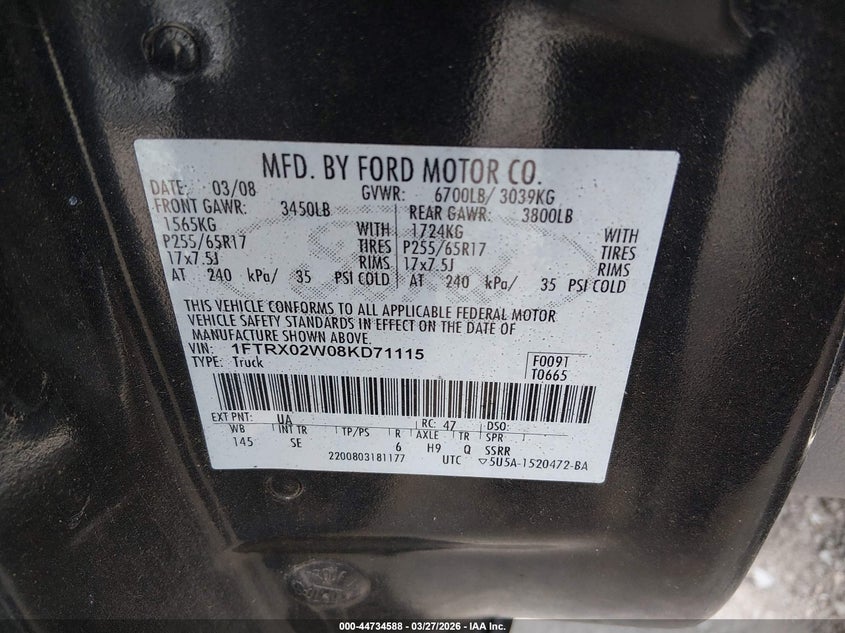 MFD. BY FORD MOTOR CO.
DATE: 03/08 GVWR: 6700LB/ 3039KG
FRONT GAWR: 3450LB REAR GAWR: 3800LB
1565KG WITH 1724KG WITH
P255/65R17 TIRES P255/65R17 TIRES
17x7.5J RIMS 17x7.5J RIMS
AT 240 kPa/ 35 PSI COLD AT 240 kPa/ 35 PSI COLD
THIS VEHICLE CONFORMS TO ALL APPLICABLE FEDERAL MOTOR
VEHICLE SAFETY STANDARDS IN EFFECT ON THE DATE OF
MANUFACTURE SHOWN ABOVE.
VIN: 1FTRX02W08KD71115 F0091
TYPE: Truck T0665
EXT PNT: UA RC: 47 DSO:
WB INT TR TP/PS R AXLE TR SPR
145 SE 6 H9 Q SSRR
2200803181177 UTC ▽5U5A-1520472-BA
000-44734588 | 03/27/2026 | IAA Inc.